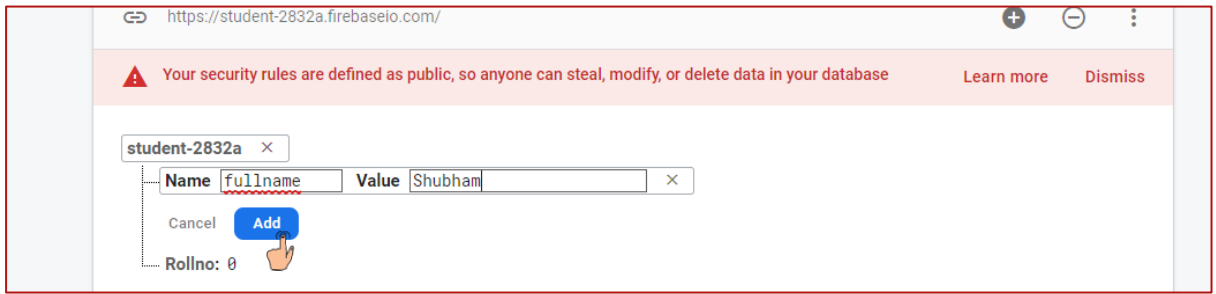 https://student-2832a.firebaseio.com/
Your security rules are defined as public, so anyone can steal, modify, or delete data in your database Learn more Dismiss
student-2832a ×
Name fullname Value Shubham ×
Cancel Add
Rollno: 0